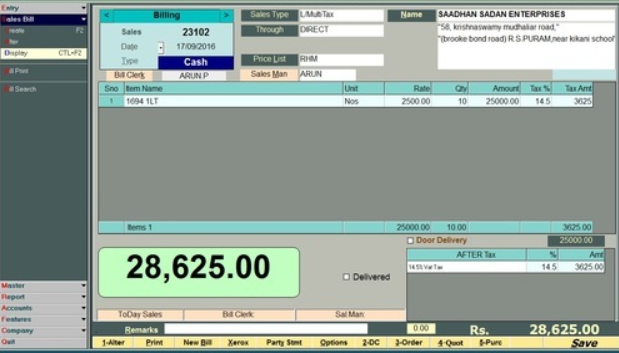 Entry
Sales Bill
Create F2
Alter
Display CTL+F2
Bill Print
Bill Search
Master
Report
Accounts
Features
Company
Quit
< Billing >
Sales 23102
Date 17/09/2016
Type Cash
Bill Clerk ARUN.P
Sales Type L/MultiTax
Through DIRECT
Price List RHM
Sales Man ARUN
Name SAADHAN SADAN ENTERPRISES
"58, krishnaswamy mudhaliar road,"
"(brooke bond road) R.S.PURAM,near kikani school"
Sno Item Name Unit Rate Qty Amount Tax % Tax Amt
1 1694 1LT Nos 2500.00 10 25000.00 14.5 3625
Items 1 25000.00 10.00 3625.00
Door Delivery 25000.00
AFTER Tax % Amt
14.5% Var Tax 14.5 3625.00
28,625.00
Delivered
ToDay Sales Bill Clerk: Sal.Man:
Remarks 0.00 Rs. 28,625.00
1-Alter Print New Bill Xerox Party Stmt Options 2-DC 3-Order 4-Quot 5-Purc Save